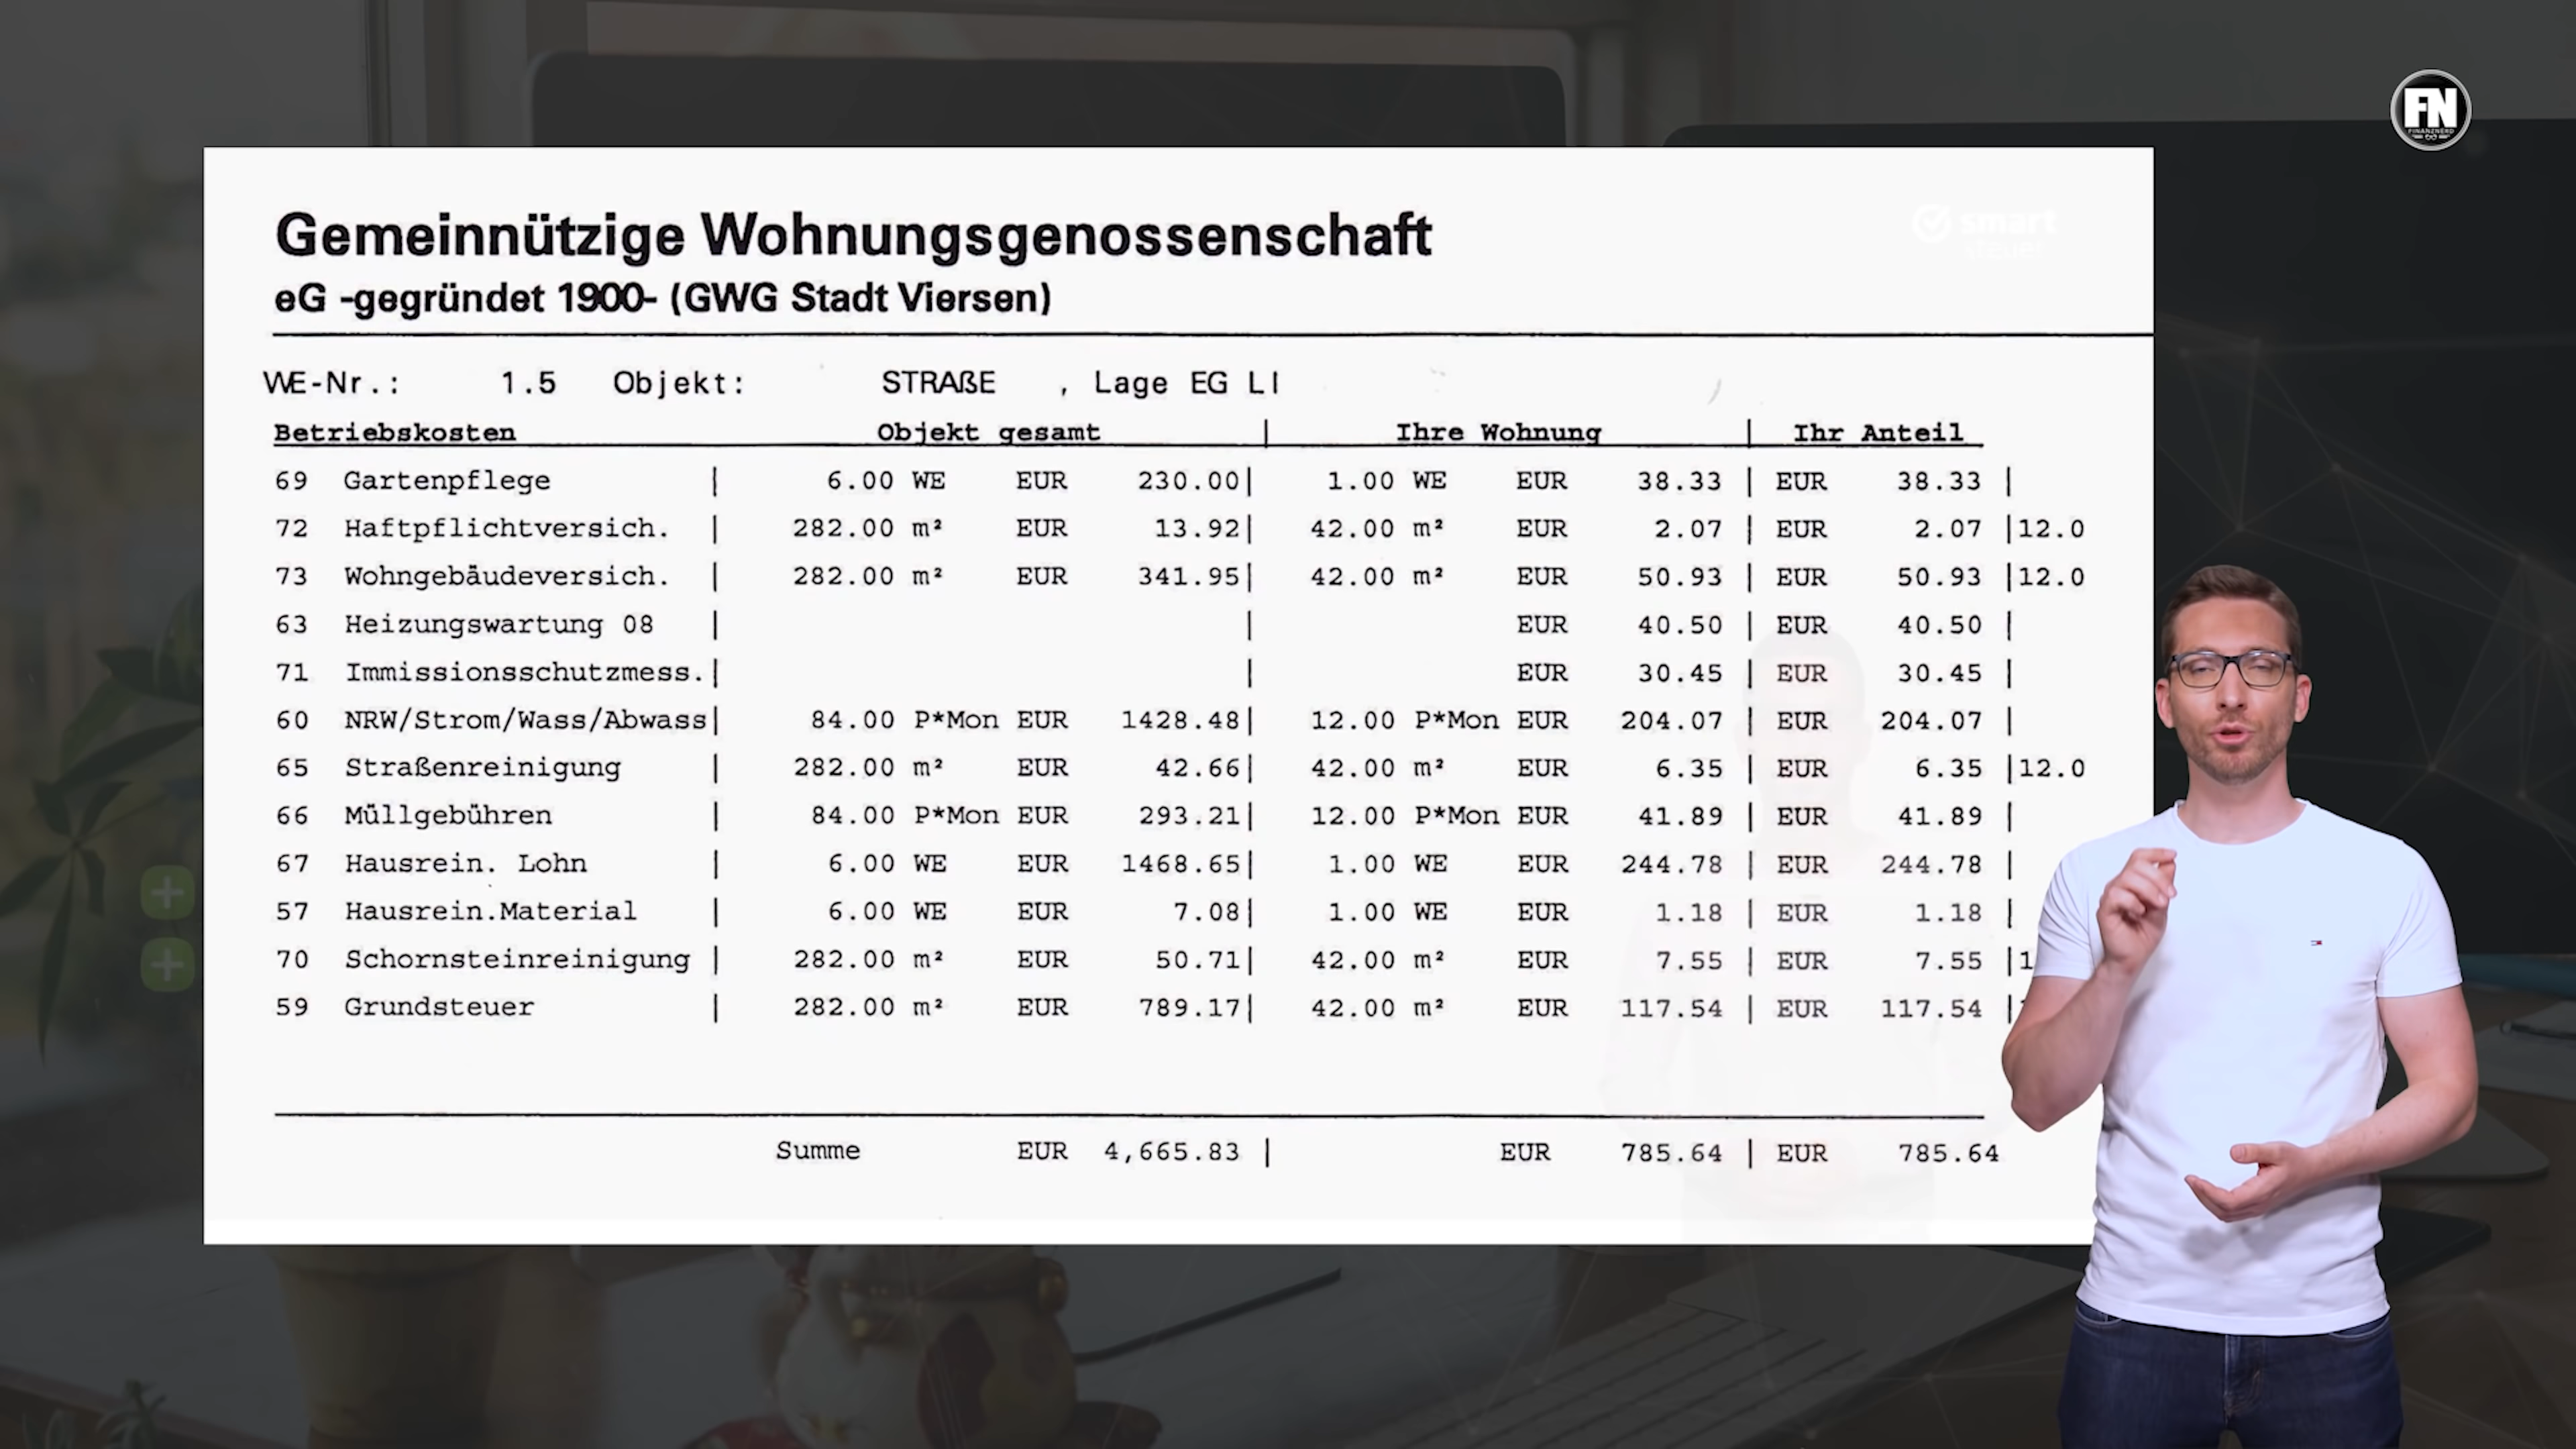 FN
FINANZNERD
smart
steuer
Gemeinnützige Wohnungsgenossenschaft
eG -gegründet 1900- (GWG Stadt Viersen)
WE-Nr.: 1.5 Objekt: STRAßE , Lage EG LI
Betriebskosten Objekt gesamt | Ihre Wohnung | Ihr Anteil
69 Gartenpflege | 6.00 WE EUR 230.00| 1.00 WE EUR 38.33 | EUR 38.33 |
72 Haftpflichtversich. | 282.00 m² EUR 13.92| 42.00 m² EUR 2.07 | EUR 2.07 |12.0
73 Wohngebäudeversich. | 282.00 m² EUR 341.95| 42.00 m² EUR 50.93 | EUR 50.93 |12.0
63 Heizungswartung 08 | | EUR 40.50 | EUR 40.50 |
71 Immissionsschutzmess.| | EUR 30.45 | EUR 30.45 |
60 NRW/Strom/Wass/Abwass| 84.00 P*Mon EUR 1428.48| 12.00 P*Mon EUR 204.07 | EUR 204.07 |
65 Straßenreinigung | 282.00 m² EUR 42.66| 42.00 m² EUR 6.35 | EUR 6.35 |12.0
66 Müllgebühren | 84.00 P*Mon EUR 293.21| 12.00 P*Mon EUR 41.89 | EUR 41.89 |
67 Hausrein. Lohn | 6.00 WE EUR 1468.65| 1.00 WE EUR 244.78 | EUR 244.78 |
57 Hausrein.Material | 6.00 WE EUR 7.08| 1.00 WE EUR 1.18 | EUR 1.18 |
70 Schornsteinreinigung | 282.00 m² EUR 50.71| 42.00 m² EUR 7.55 | EUR 7.55 |1
59 Grundsteuer | 282.00 m² EUR 789.17| 42.00 m² EUR 117.54 | EUR 117.54 |
Summe EUR 4,665.83 | EUR 785.64 | EUR 785.64